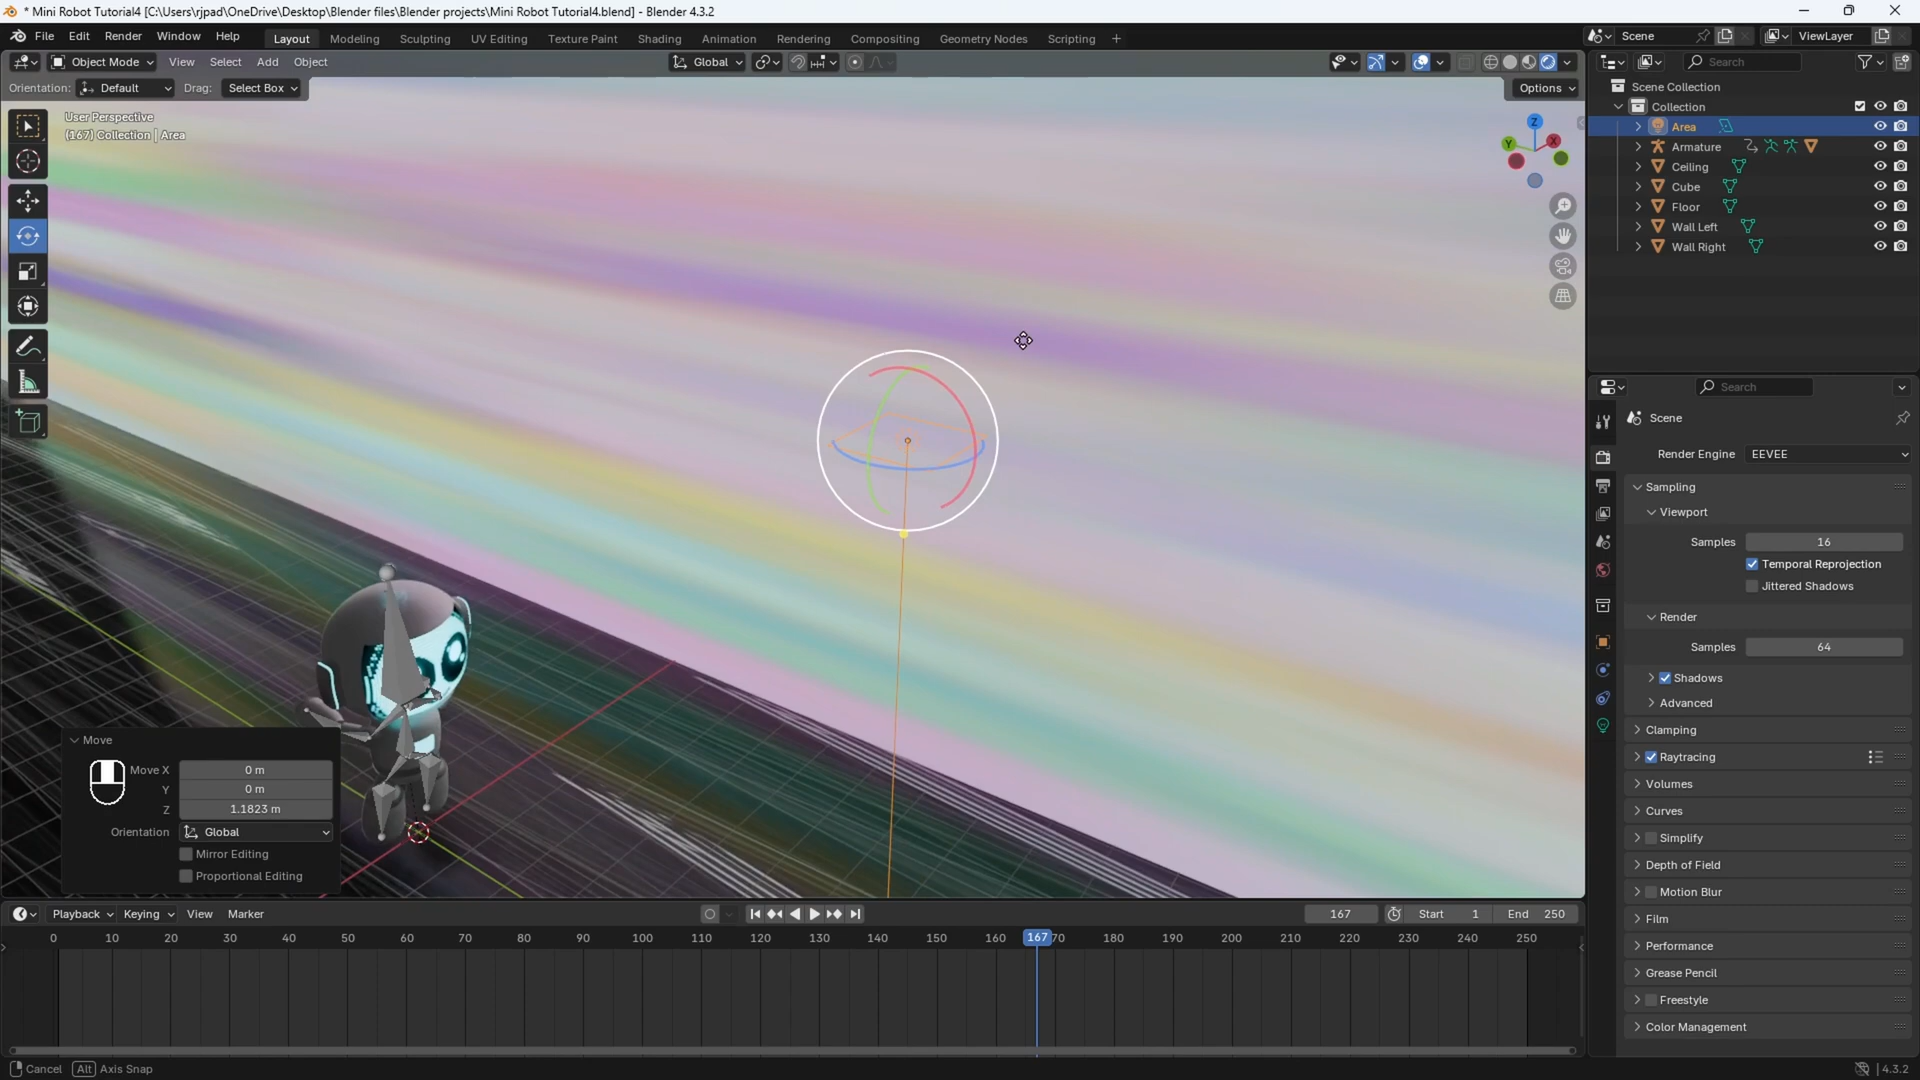 * Mini Robot Tutorial4 [C:\Users\rjpad\OneDrive\Desktop\Blender files\Blender projects\Mini Robot Tutorial4.blend] - Blender 4.3.2
File Edit Render Window Help Layout Modeling Sculpting UV Editing Texture Paint Shading Animation Rendering Compositing Geometry Nodes Scripting + Scene ViewLayer
Object Mode View Select Add Object Global Search
Orientation: Default Drag: Select Box Options
Scene Collection
Collection
User Perspective
(167) Collection | Area
Area
Armature
Ceiling
Cube
Floor
Wall Left
Wall Right
Z
Y
X
Search
Scene
Render Engine EEVEE
Sampling
Viewport
Samples 16
Temporal Reprojection
Jittered Shadows
Render
Samples 64
Shadows
Advanced
Clamping
Raytracing
Volumes
Curves
Simplify
Depth of Field
Motion Blur
Film
Performance
Grease Pencil
Freestyle
Color Management
Move
Move X 0 m
Y 0 m
Z 1.1823 m
Orientation Global
Mirror Editing
Proportional Editing
Playback Keying View Marker 167 Start 1 End 250
0 10 20 30 40 50 60 70 80 90 100 110 120 130 140 150 160 167 70 180 190 200 210 220 230 240 250
Cancel Alt Axis Snap 4.3.2